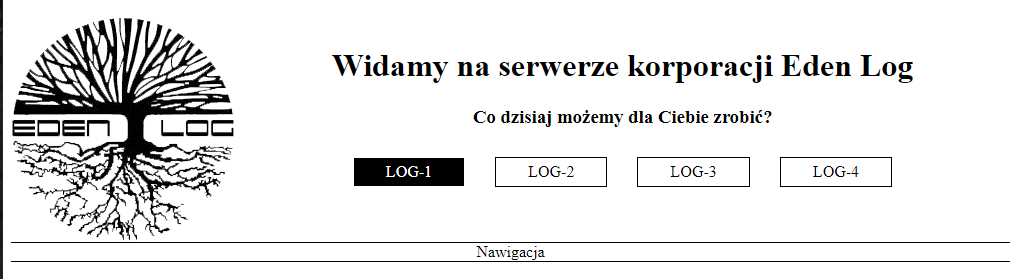 EDEN LOG
Widamy na serwerze korporacji Eden Log
Co dzisiaj możemy dla Ciebie zrobić?
LOG-1 LOG-2 LOG-3 LOG-4
Nawigacja